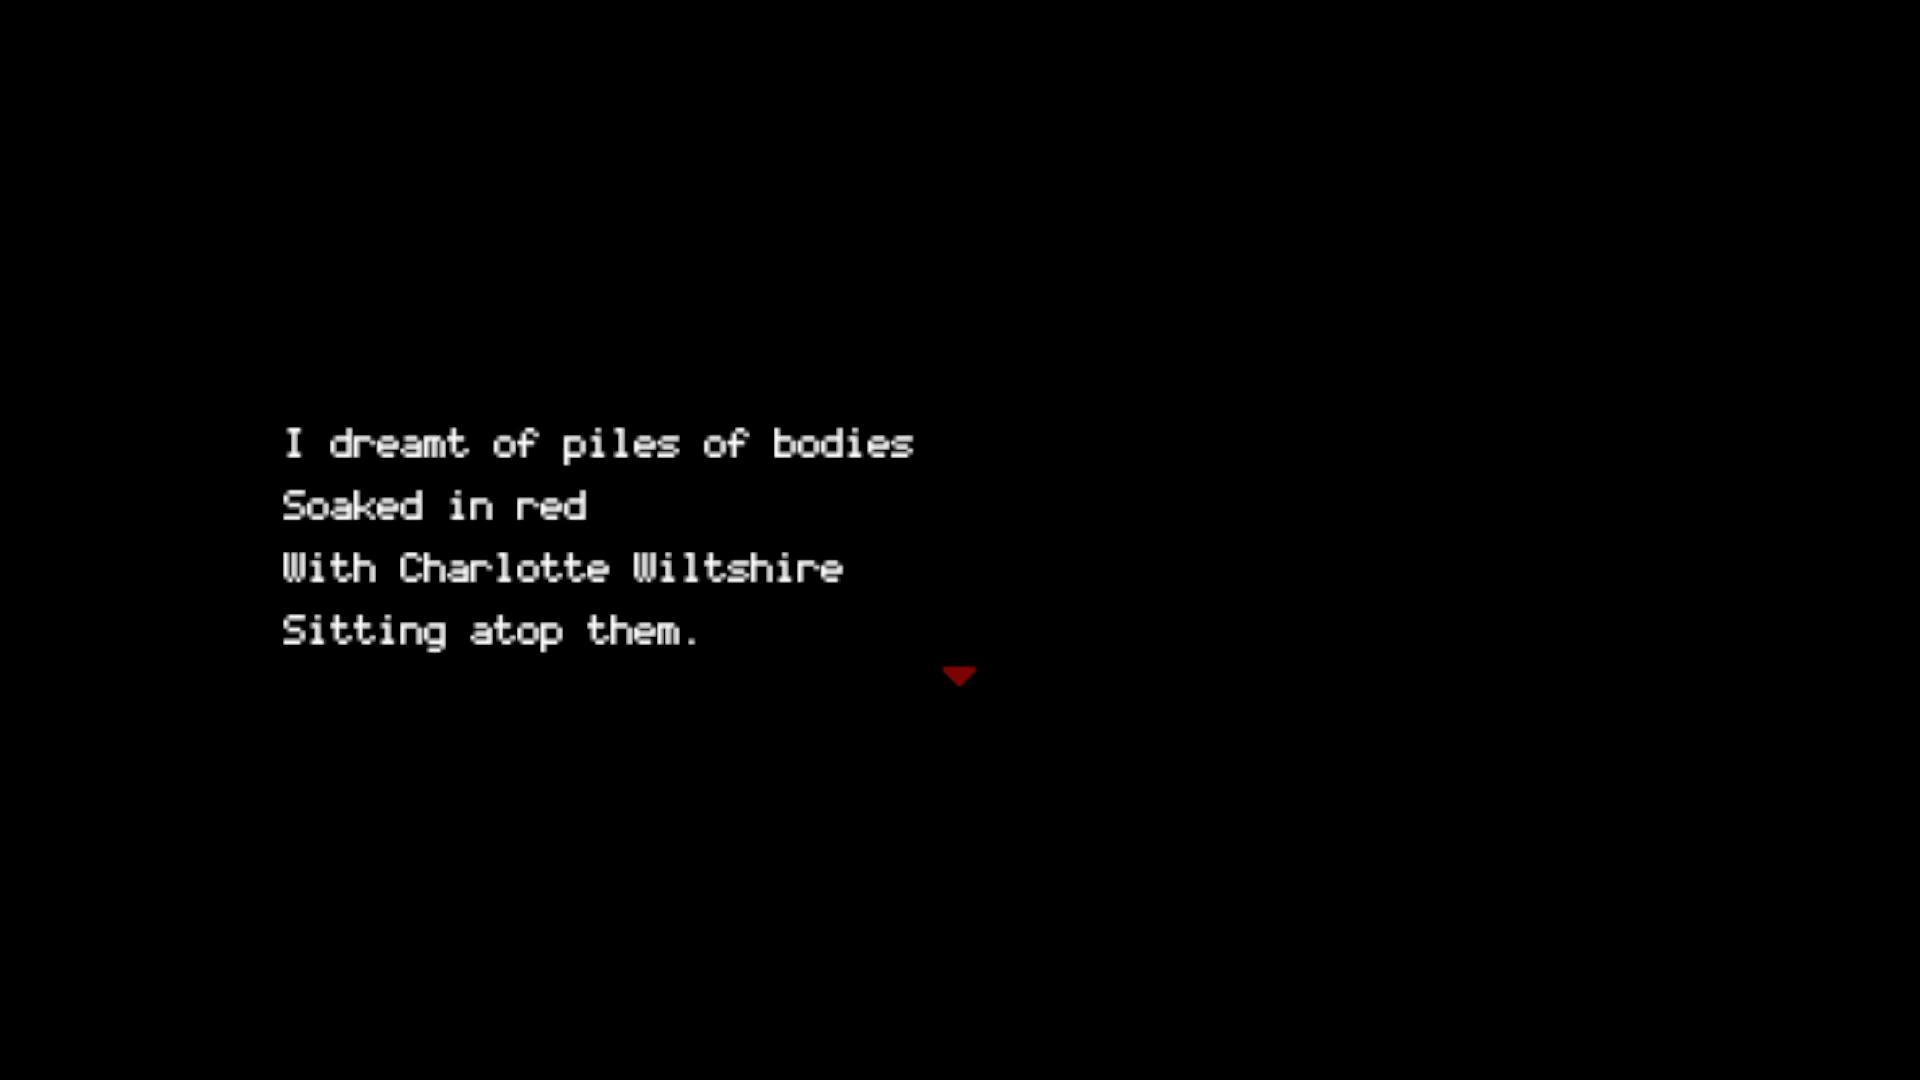 I dreamt of piles of bodies
Soaked in red
With Charlotte Wiltshire
Sitting atop them.